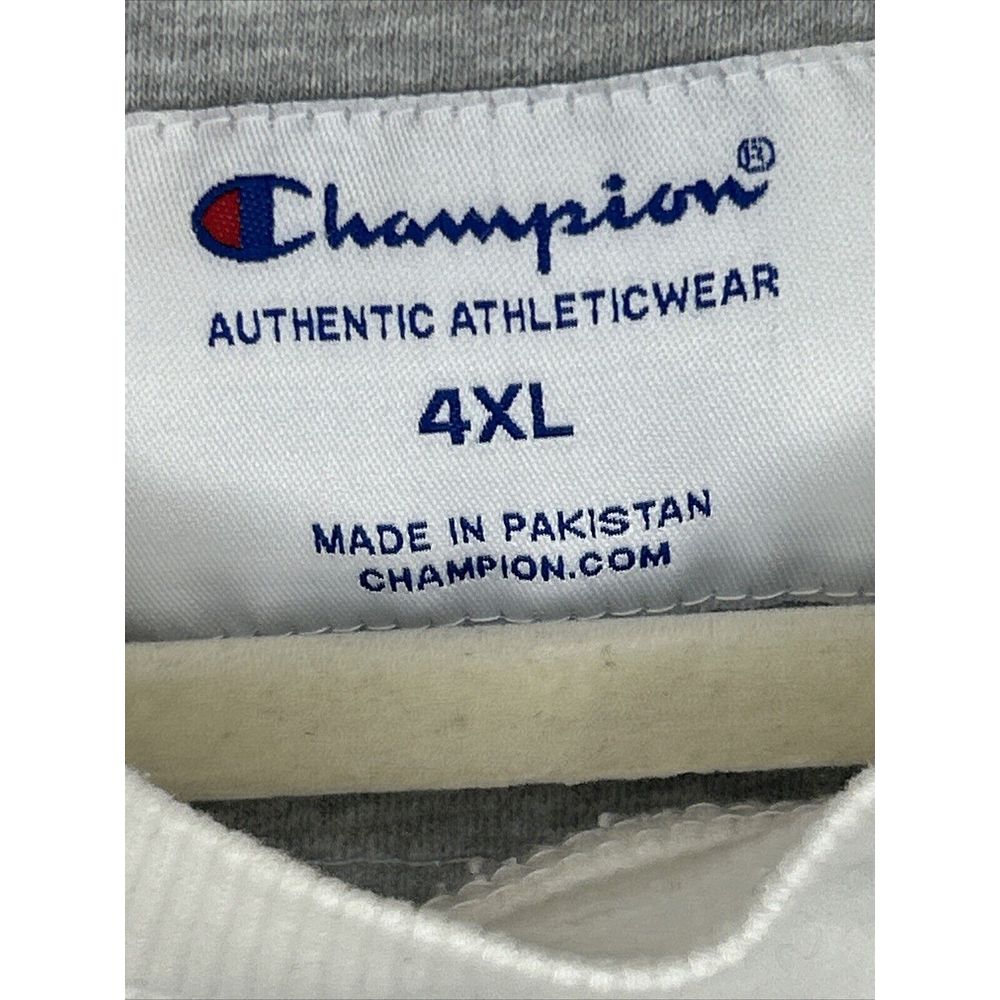 Champion®
AUTHENTIC ATHLETICWEAR
4XL
MADE IN PAKISTAN
CHAMPION.COM